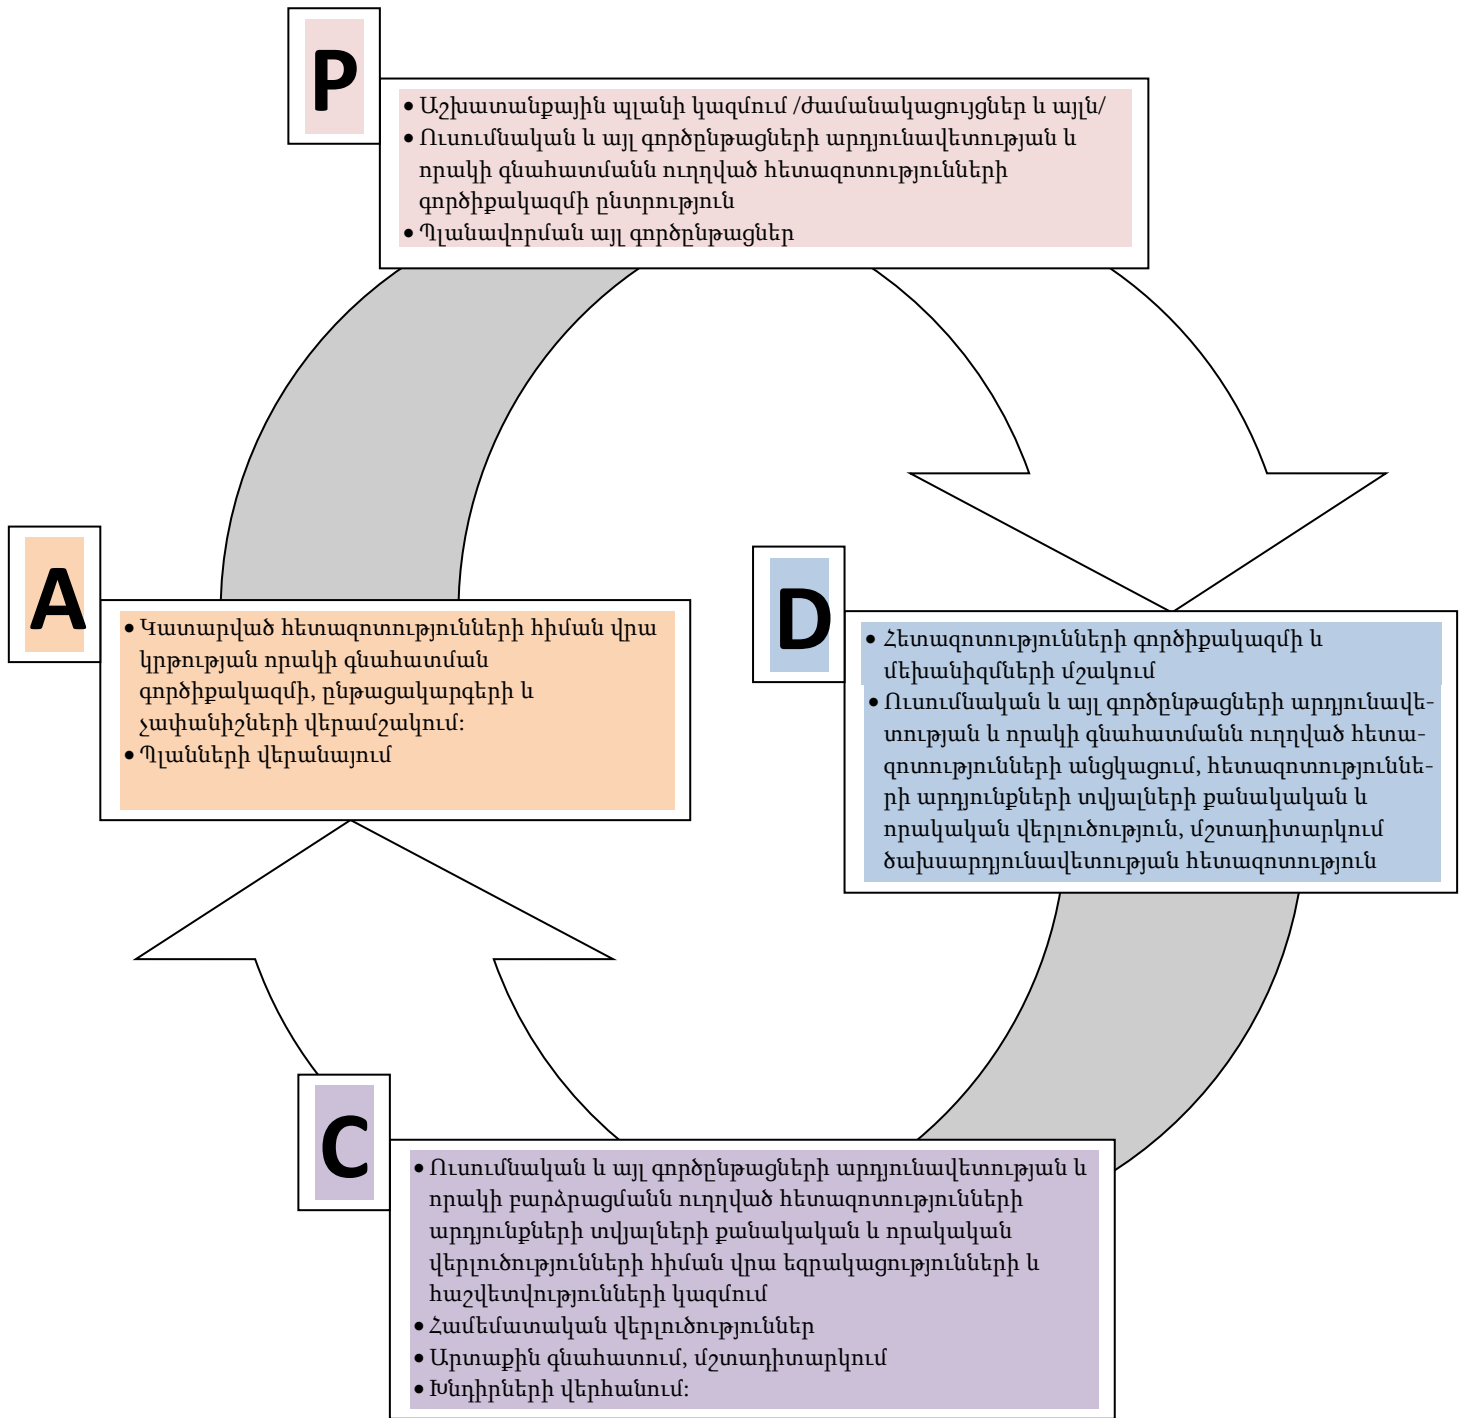 P
• Աշխատանքային պլանի կազմում /ժամանակացույցներ և այլն/
• Ուսումնական և այլ գործընթացների արդյունավետության և
որակի գնահատմանն ուղղված հետազոտությունների
գործիքակազմի ընտրություն
• Պլանավորման այլ գործընթացներ
D
• Հետազոտությունների գործիքակազմի և
մեխանիզմների մշակում
• Ուսումնական և այլ գործընթացների արդյունավե-
տության և որակի գնահատմանն ուղղված հետա-
զոտությունների անցկացում, հետազոտություննե-
րի արդյունքների տվյալների քանակական և
որակական վերլուծություն, մշտադիտարկում
ծախսարդյունավետության հետազոտություն
C
• Ուսումնական և այլ գործընթացների արդյունավետության և
որակի բարձրացմանն ուղղված հետազոտությունների
արդյունքների տվյալների քանակական և որակական
վերլուծությունների հիման վրա եզրակացությունների և
հաշվետվությունների կազմում
• Համեմատական վերլուծություններ
• Արտաքին գնահատում, մշտադիտարկում
• Խնդիրների վերհանում:
A
• Կատարված հետազոտությունների հիման վրա
կրթության որակի գնահատման
գործիքակազմի, ընթացակարգերի և
չափանիշների վերամշակում:
• Պլանների վերանայում